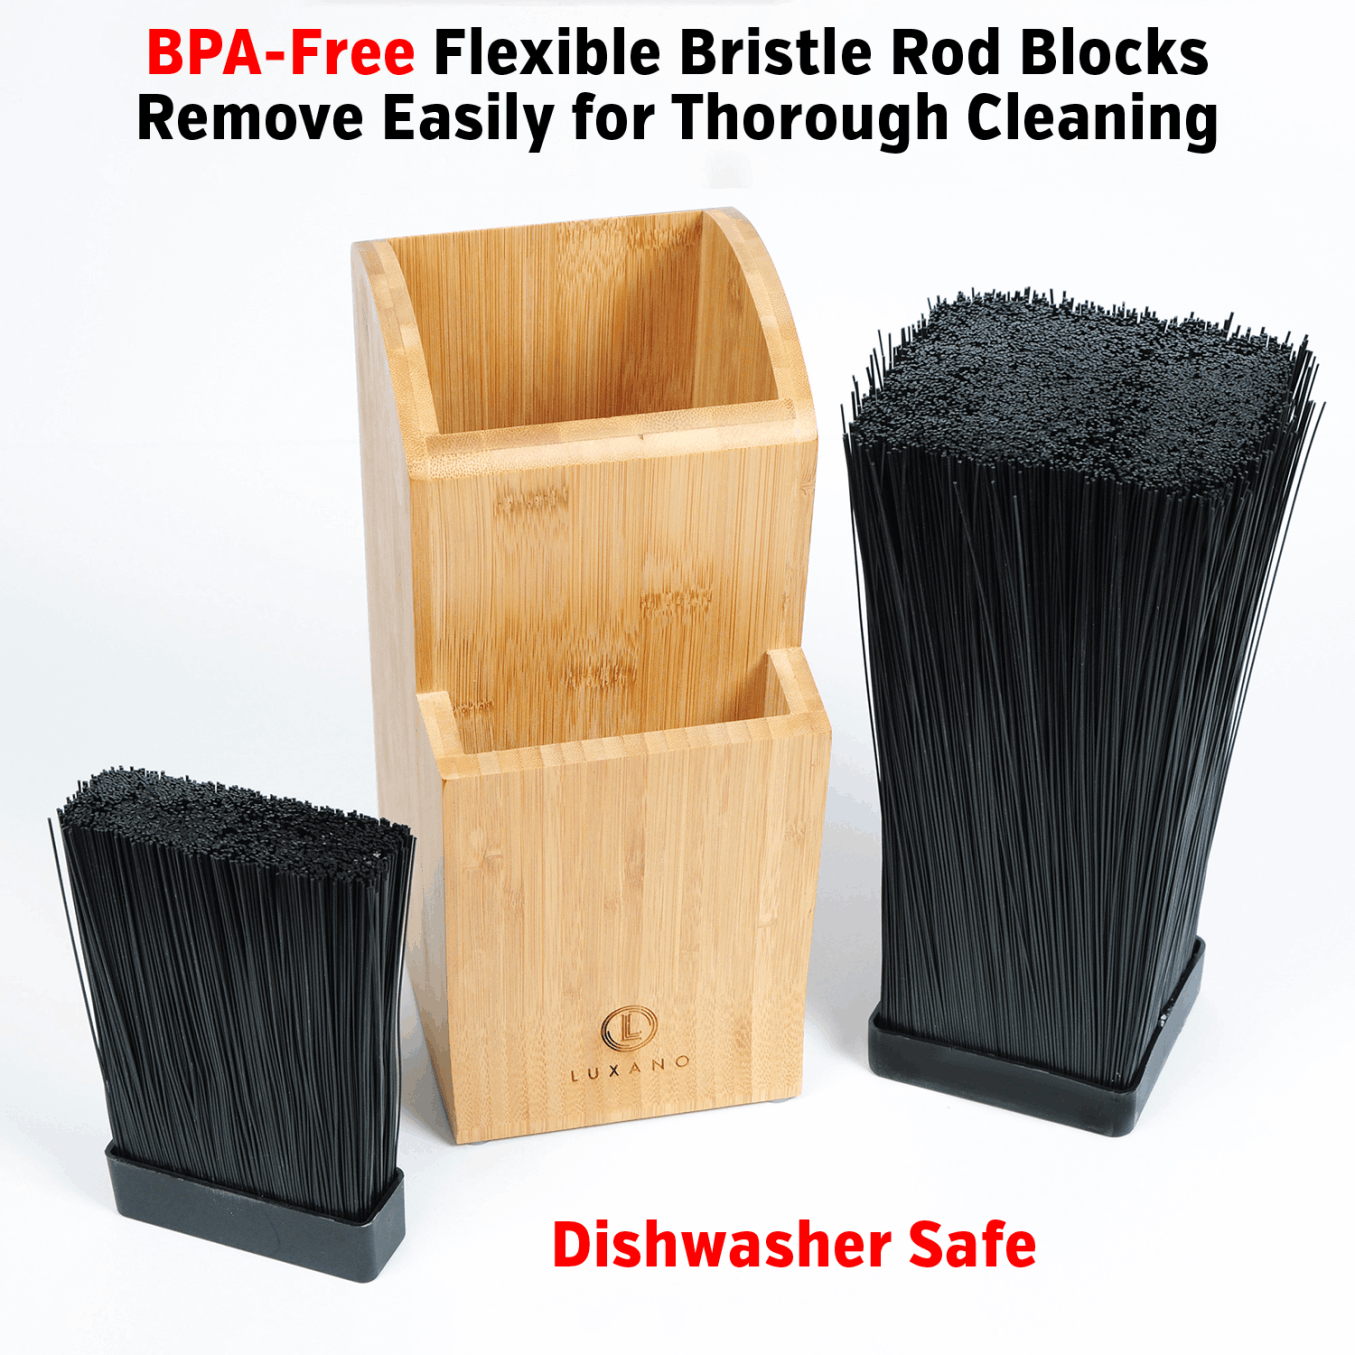 BPA-Free Flexible Bristle Rod Blocks
Remove Easily for Thorough Cleaning
L
LUXANO
Dishwasher Safe